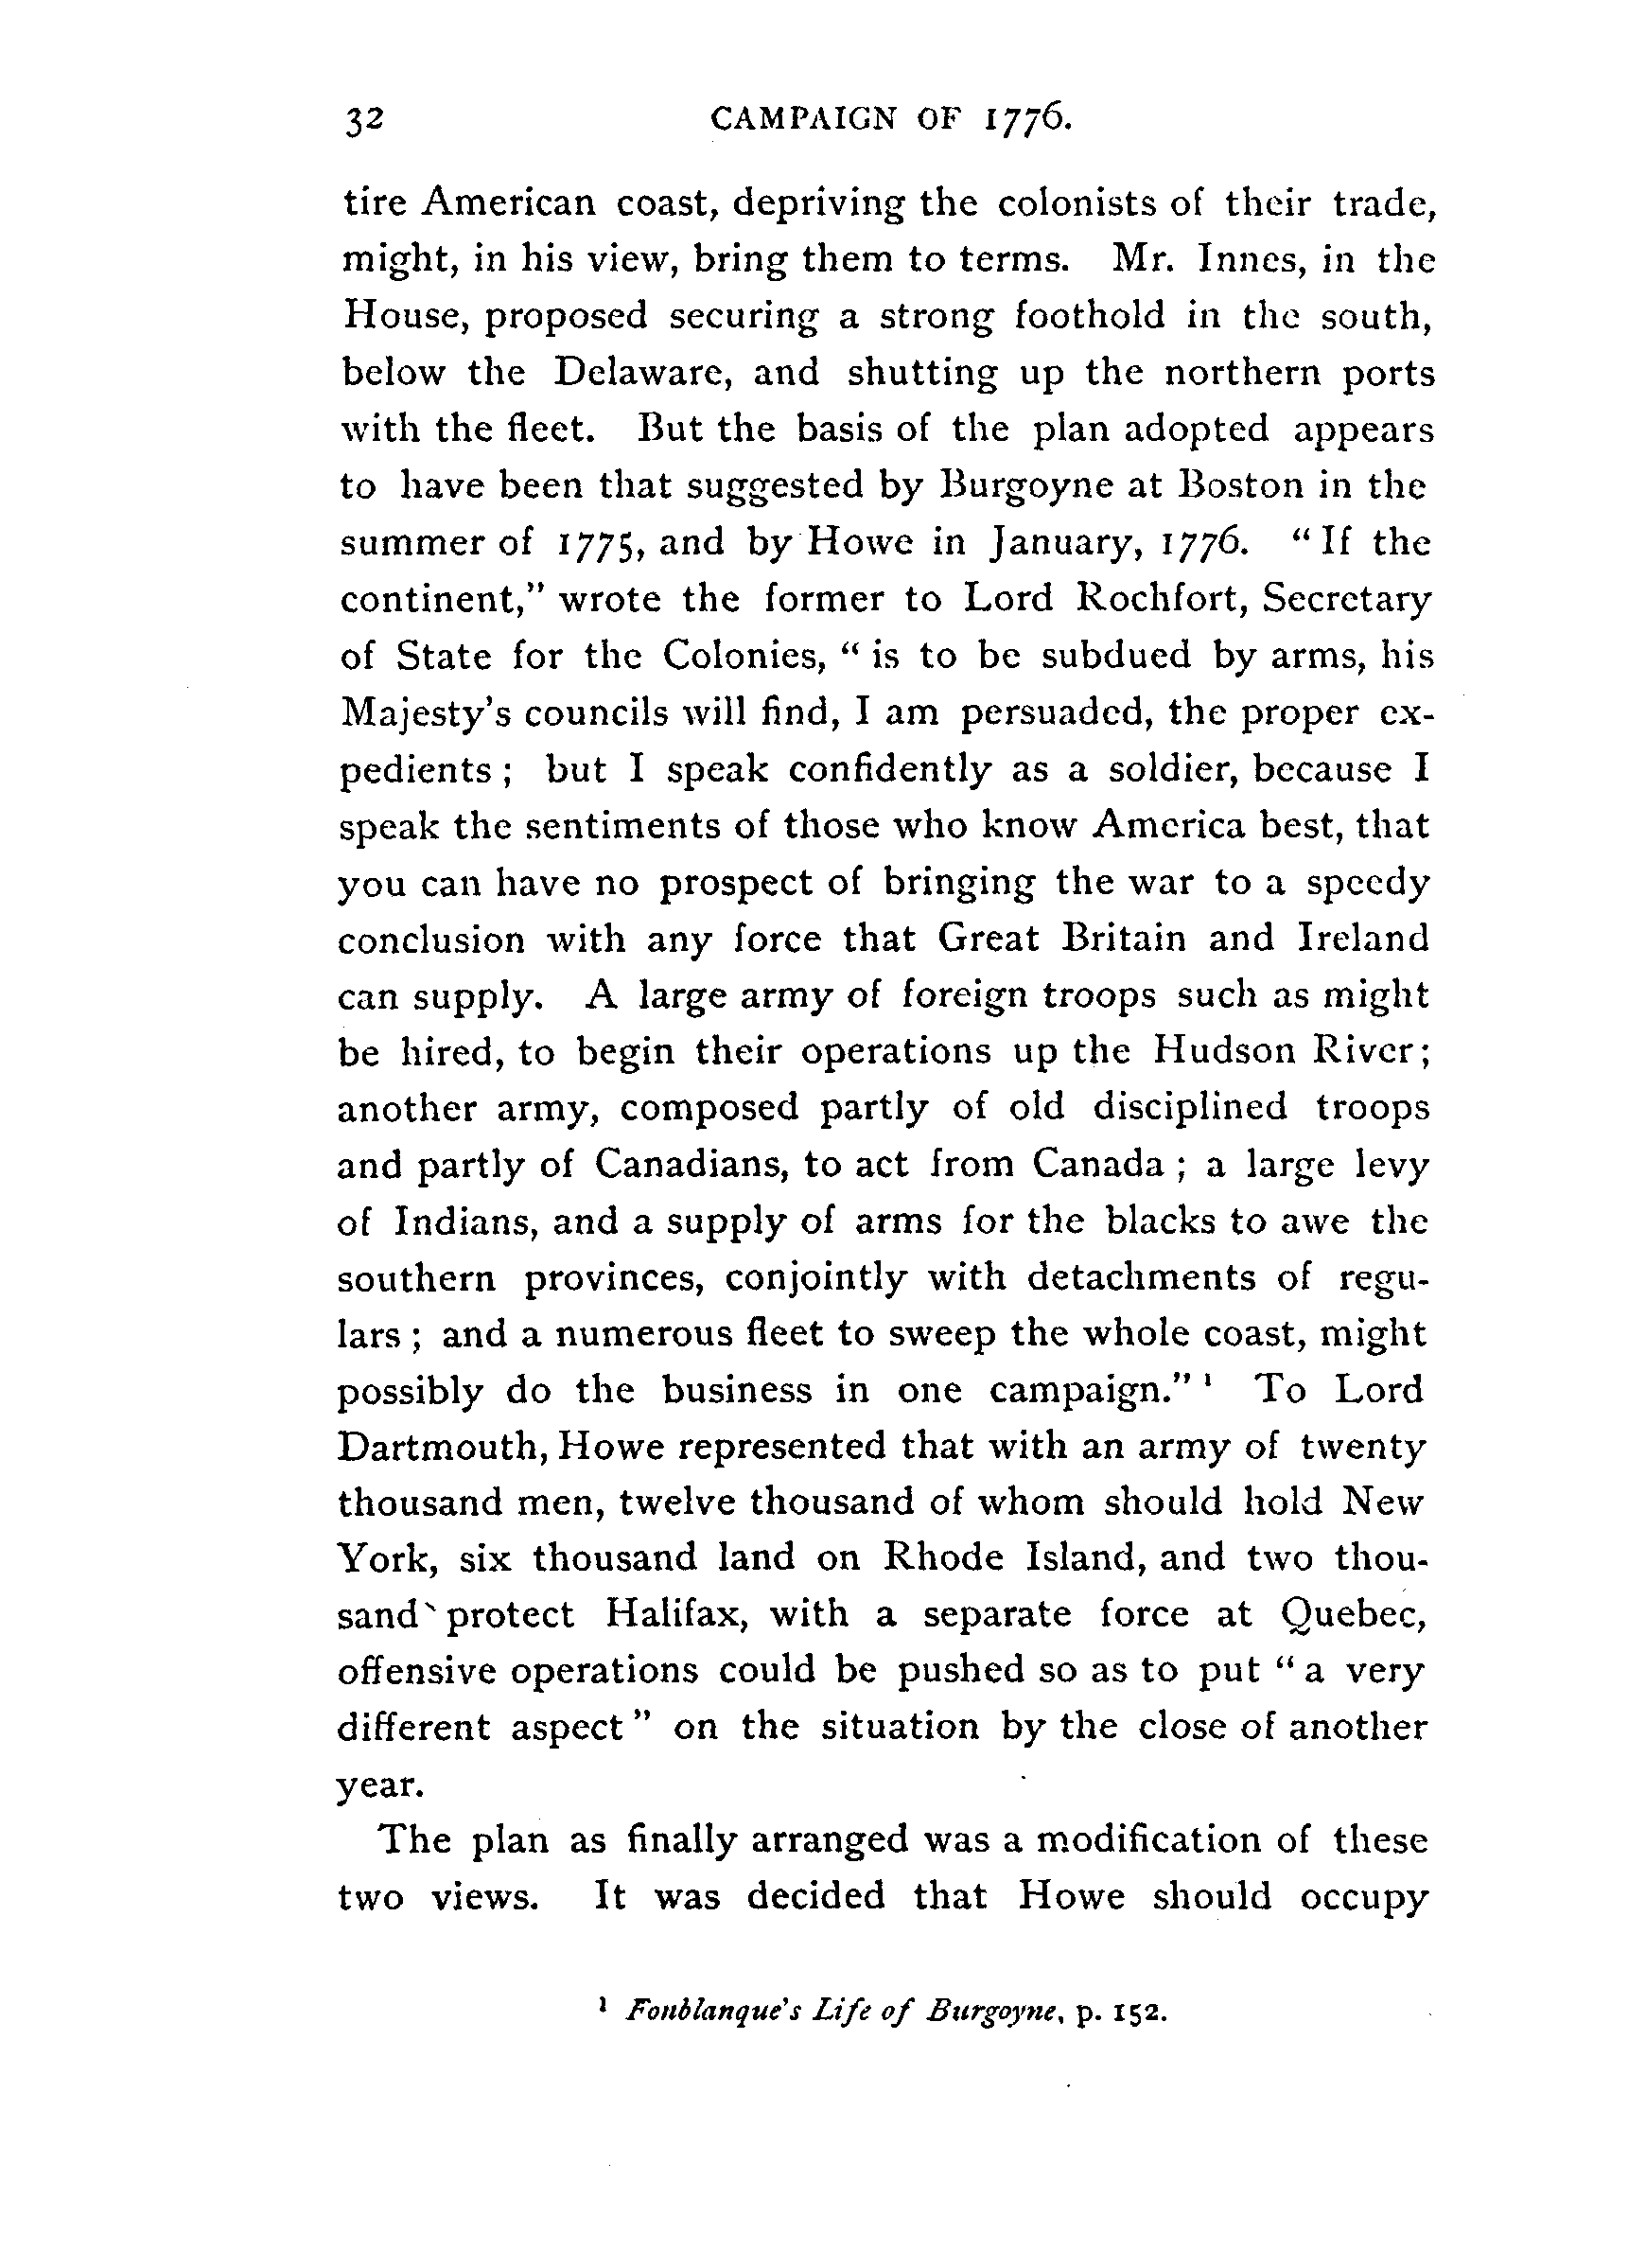 32 CAMPAIGN OF 1776.
tire American coast, depriving the colonists of their trade,
might, in his view, bring them to terms. Mr. Innes, in the
House, proposed securing a strong foothold in the south,
below the Delaware, and shutting up the northern ports
with the fleet. But the basis of the plan adopted appears
to have been that suggested by Burgoyne at Boston in the
summer of 1775, and by Howe in January, 1776. “ If the
continent,” wrote the former to Lord Rochfort, Secretary
of State for the Colonies, “ is to be subdued by arms, his
Majesty's councils will find, I am persuaded, the proper ex-
pedients ; but I speak confidently as a soldier, because I
speak the sentiments of those who know America best, that
you can have no prospect of bringing the war to a speedy
conclusion with any force that Great Britain and Ireland
can supply. A large army of foreign troops such as might
be hired, to begin their operations up the Hudson River;
another army, composed partly of old disciplined troops
and partly of Canadians, to act from Canada ; a large levy
of Indians, and a supply of arms for the blacks to awe the
southern provinces, conjointly with detachments of regu-
lars ; and a numerous fleet to sweep the whole coast, might
possibly do the business in one campaign.” ¹ To Lord
Dartmouth, Howe represented that with an army of twenty
thousand men, twelve thousand of whom should hold New
York, six thousand land on Rhode Island, and two thou-
sand protect Halifax, with a separate force at Quebec,
offensive operations could be pushed so as to put “ a very
different aspect ” on the situation by the close of another
year.
The plan as finally arranged was a modification of these
two views. It was decided that Howe should occupy
¹ Fonblanque's Life of Burgoyne, p. 152.